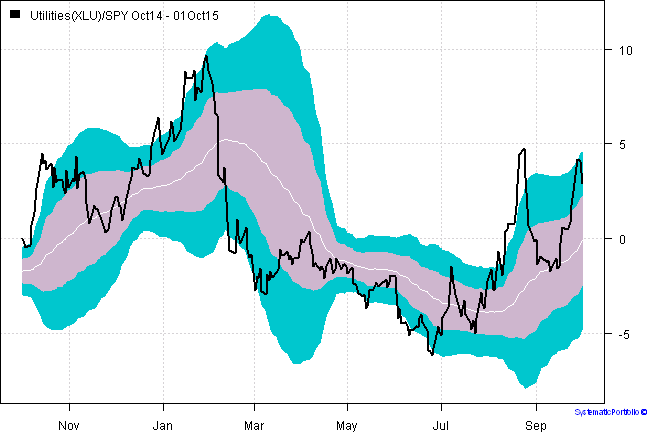 Utilities(XLU)/SPY Oct14 - 01Oct15
10
5
0
-5
SystematicPortfolio ©
Nov Jan Mar May Jul Sep